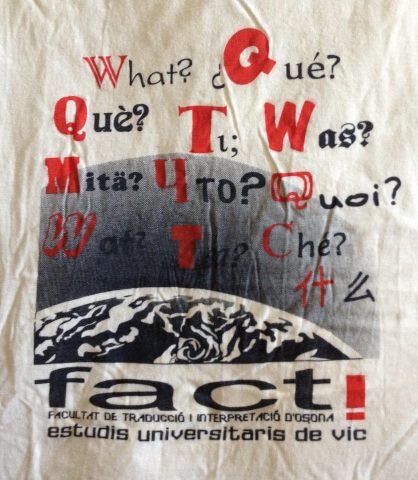 What? ¿Qué?
Què? Τι; Was?
Mitä? Что? Quoi?
Wat? Ché?
什么
fact!
FACULTAT DE TRADUCCIÓ I INTERPRETACIÓ D'OSONA
estudis universitaris de vic